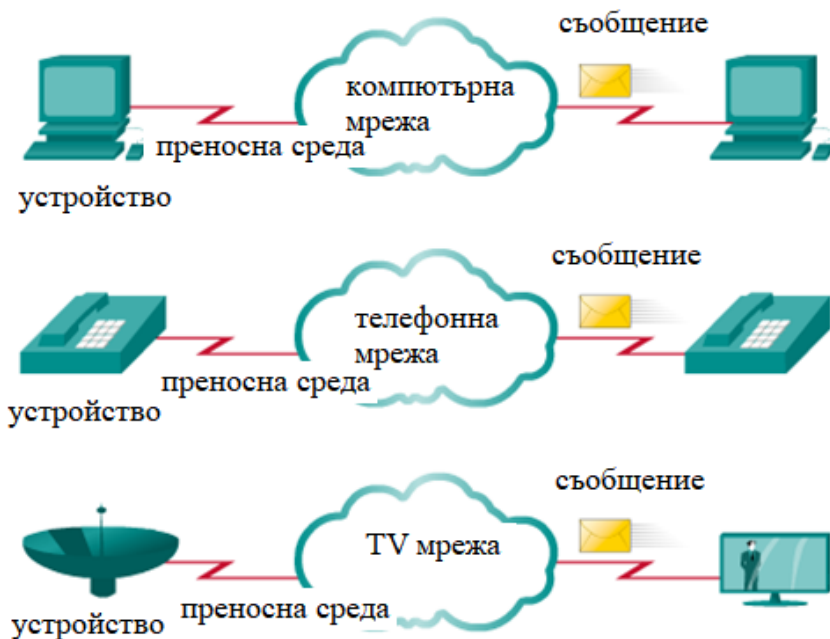 съобщение
компютърна
мрежа
преносна среда
устройство
съобщение
телефонна
мрежа
преносна среда
устройство
съобщение
TV мрежа
преносна среда
устройство